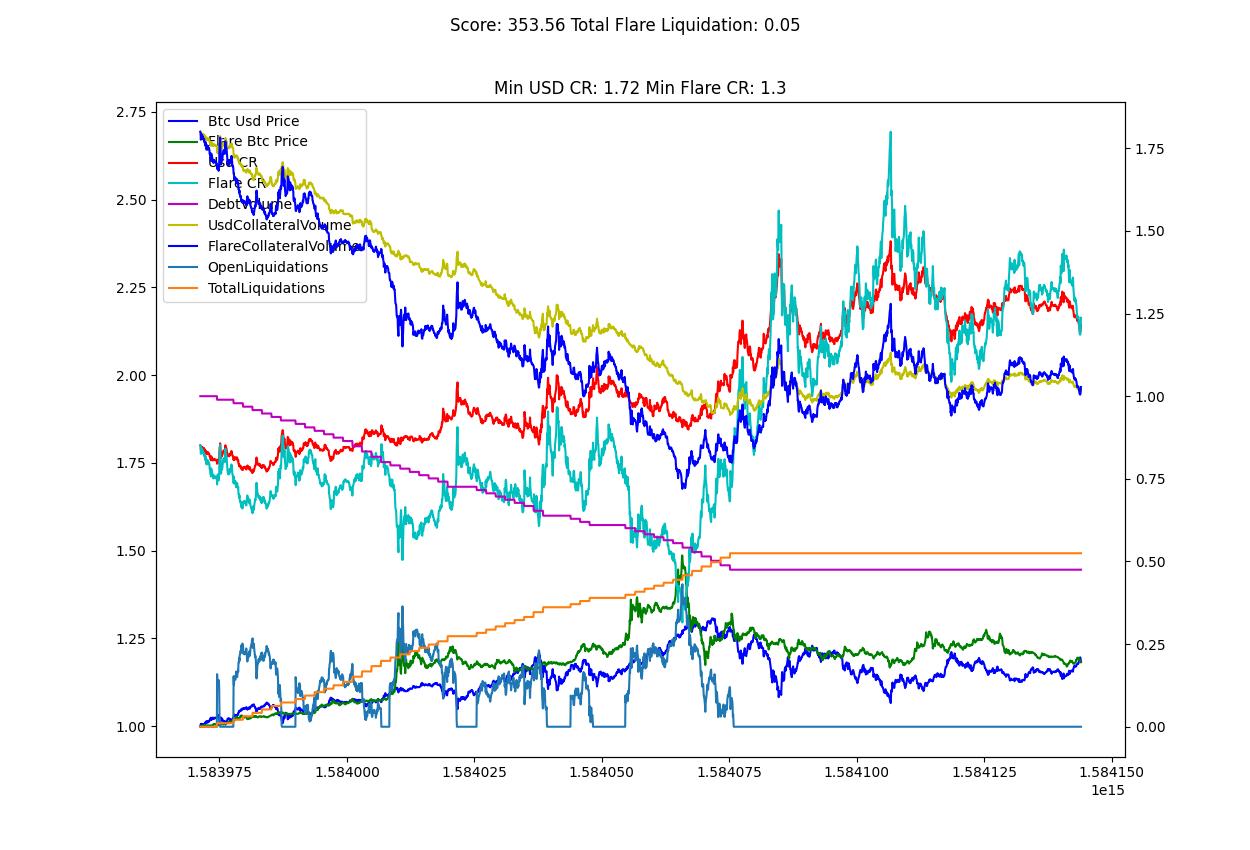 Score: 353.56 Total Flare Liquidation: 0.05
Min USD CR: 1.72 Min Flare CR: 1.3
Btc Usd Price
Flare Btc Price
Usd CR
Flare CR
DebtVolume
UsdCollateralVolume
FlareCollateralVolume
OpenLiquidations
TotalLiquidations
2.75
2.50
2.25
2.00
1.75
1.50
1.25
1.00
1.75
1.50
1.25
1.00
0.75
0.50
0.25
0.00
1.583975 1.584000 1.584025 1.584050 1.584075 1.584100 1.584125 1.584150
1e15